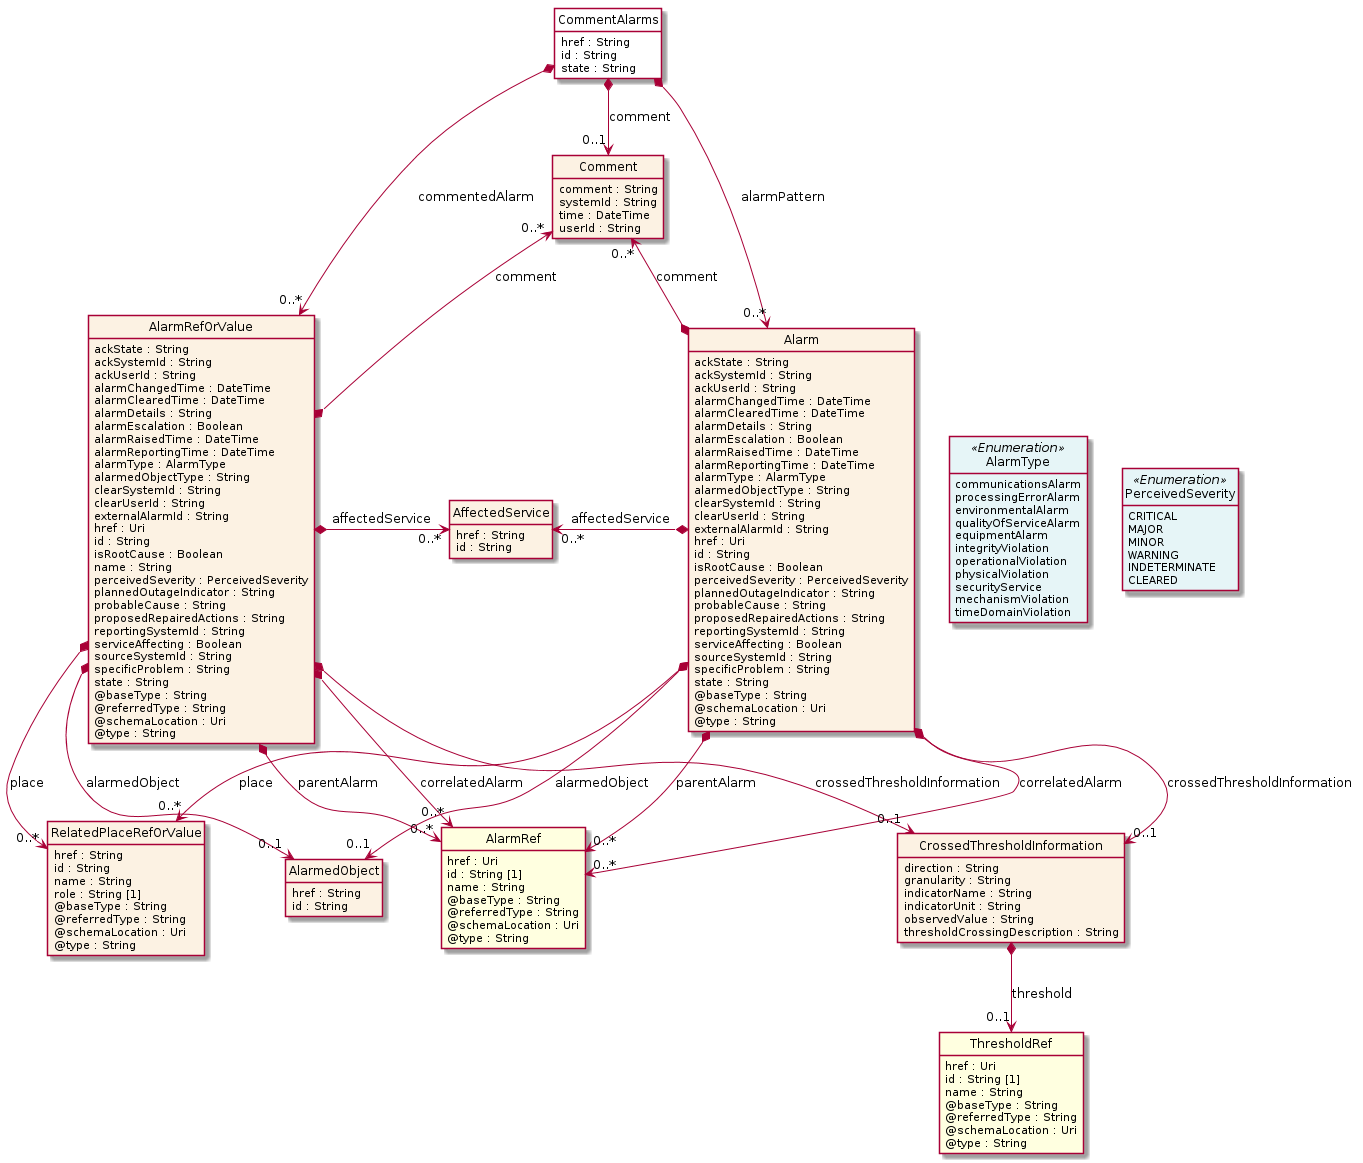 CommentAlarms
href : String
id : String
state : String
comment
0..1
commentedAlarm
alarmPattern
Comment
comment : String
systemId : String
time : DateTime
userId : String
0..*
0..*
comment
comment
0..*
0..*
AlarmRefOrValue
ackState : String
ackSystemId : String
ackUserId : String
alarmChangedTime : DateTime
alarmClearedTime : DateTime
alarmDetails : String
alarmEscalation : Boolean
alarmRaisedTime : DateTime
alarmReportingTime : DateTime
alarmType : AlarmType
alarmedObjectType : String
clearSystemId : String
clearUserId : String
externalAlarmId : String
href : Uri
id : String
isRootCause : Boolean
name : String
perceivedSeverity : PerceivedSeverity
plannedOutageIndicator : String
probableCause : String
proposedRepairedActions : String
reportingSystemId : String
serviceAffecting : Boolean
sourceSystemId : String
specificProblem : String
state : String
@baseType : String
@referredType : String
@schemaLocation : Uri
@type : String
affectedService
0..*
AffectedService
href : String
id : String
affectedService
0..*
Alarm
ackState : String
ackSystemId : String
ackUserId : String
alarmChangedTime : DateTime
alarmClearedTime : DateTime
alarmDetails : String
alarmEscalation : Boolean
alarmRaisedTime : DateTime
alarmReportingTime : DateTime
alarmType : AlarmType
alarmedObjectType : String
clearSystemId : String
clearUserId : String
externalAlarmId : String
href : Uri
id : String
isRootCause : Boolean
perceivedSeverity : PerceivedSeverity
plannedOutageIndicator : String
probableCause : String
proposedRepairedActions : String
reportingSystemId : String
serviceAffecting : Boolean
sourceSystemId : String
specificProblem : String
state : String
@baseType : String
@schemaLocation : Uri
@type : String
«Enumeration»
AlarmType
communicationsAlarm
processingErrorAlarm
environmentalAlarm
qualityOfServiceAlarm
equipmentAlarm
integrityViolation
operationalViolation
physicalViolation
securityService
mechanismViolation
timeDomainViolation
«Enumeration»
PerceivedSeverity
CRITICAL
MAJOR
MINOR
WARNING
INDETERMINATE
CLEARED
place
alarmedObject
place
parentAlarm
correlatedAlarm
alarmedObject
parentAlarm
crossedThresholdInformation
correlatedAlarm
crossedThresholdInformation
0..*
0..*
0..1
0..1
0..*
0..*
0..*
0..*
0..1
0..1
RelatedPlaceRefOrValue
href : String
id : String
name : String
role : String [1]
@baseType : String
@referredType : String
@schemaLocation : Uri
@type : String
AlarmedObject
href : String
id : String
AlarmRef
href : Uri
id : String [1]
name : String
@baseType : String
@referredType : String
@schemaLocation : Uri
@type : String
CrossedThresholdInformation
direction : String
granularity : String
indicatorName : String
indicatorUnit : String
observedValue : String
thresholdCrossingDescription : String
threshold
0..1
ThresholdRef
href : Uri
id : String [1]
name : String
@baseType : String
@referredType : String
@schemaLocation : Uri
@type : String